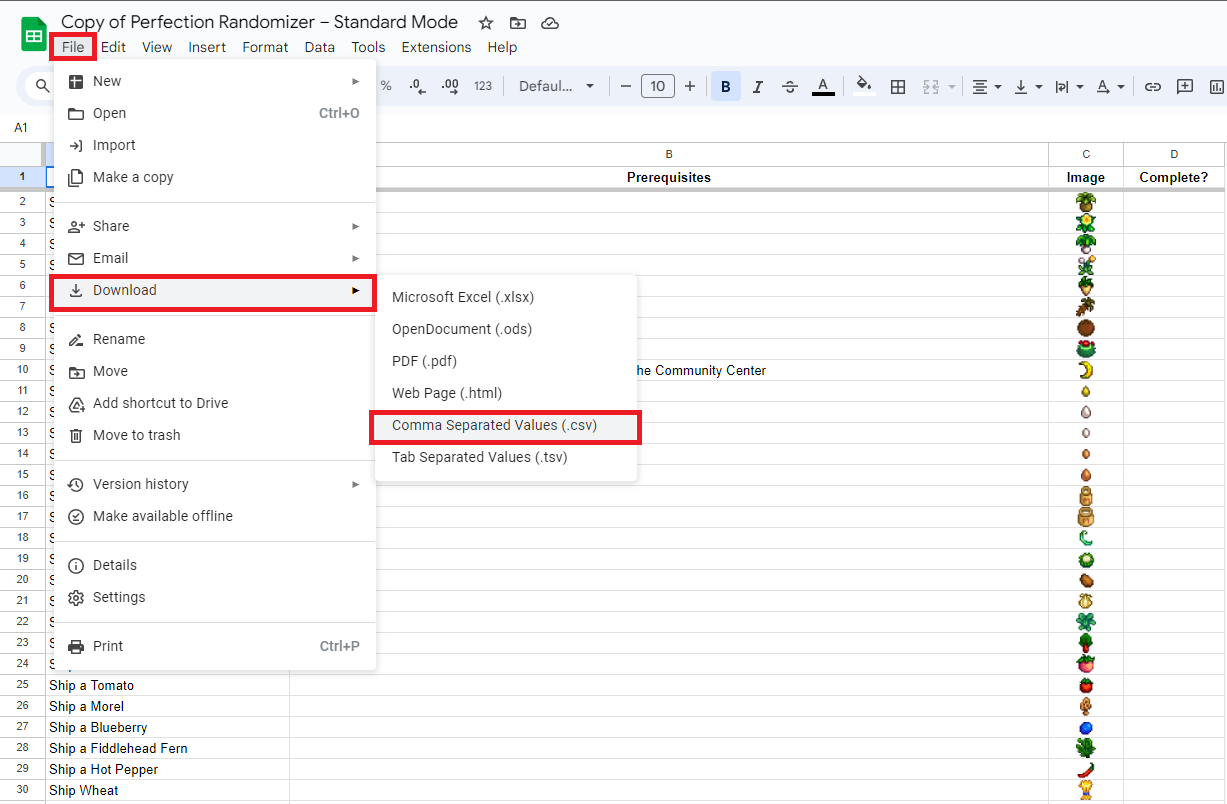 Copy of Perfection Randomizer – Standard Mode
File Edit View Insert Format Data Tools Extensions Help
% .0 .00 123 Defaul... − 10 + B I S A A
A1
B C D
1 Prerequisites Image Complete?
New
Open Ctrl+O
Import
Make a copy
Share
Email
Download
Rename
Move
Add shortcut to Drive
Move to trash
Version history
Make available offline
Details
Settings
Print Ctrl+P
Microsoft Excel (.xlsx)
OpenDocument (.ods)
PDF (.pdf)
Web Page (.html)
Comma Separated Values (.csv)
Tab Separated Values (.tsv)
2
3
4
5
6
7
8
9
10 he Community Center
11
12
13
14
15
16
17
18
19
20
21
22
23
24
25 Ship a Tomato
26 Ship a Morel
27 Ship a Blueberry
28 Ship a Fiddlehead Fern
29 Ship a Hot Pepper
30 Ship Wheat